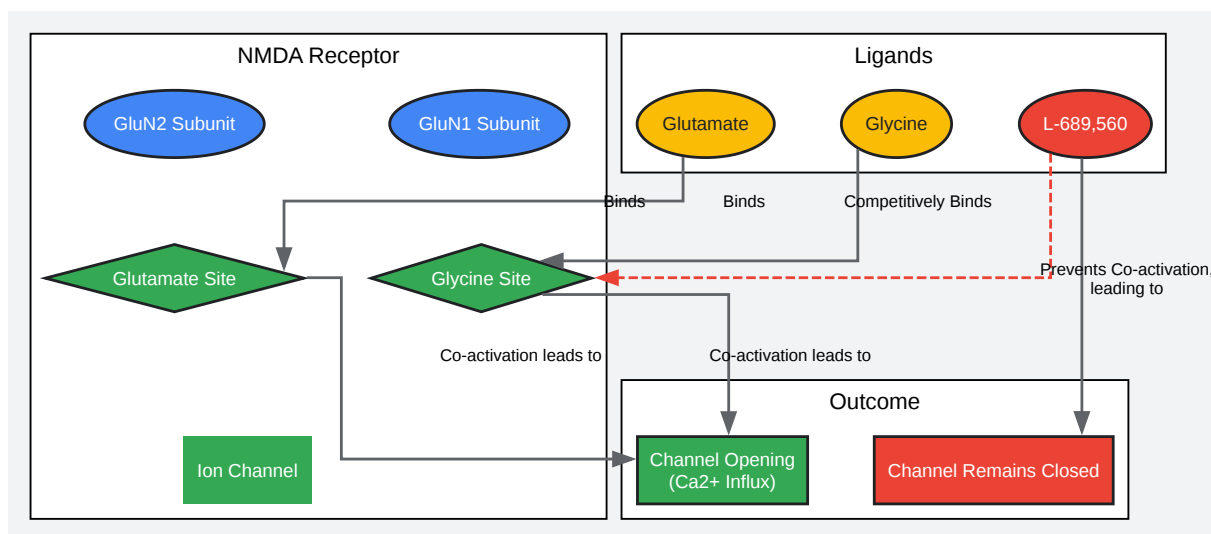 NMDA Receptor
Ligands
GluN2 Subunit
GluN1 Subunit
Glutamate
Glycine
L-689,560
Binds
Binds
Competitively Binds
Glutamate Site
Glycine Site
Prevents Co-activation,
leading to
Co-activation leads to
Co-activation leads to
Outcome
Ion Channel
Channel Opening
(Ca2+ Influx)
Channel Remains Closed